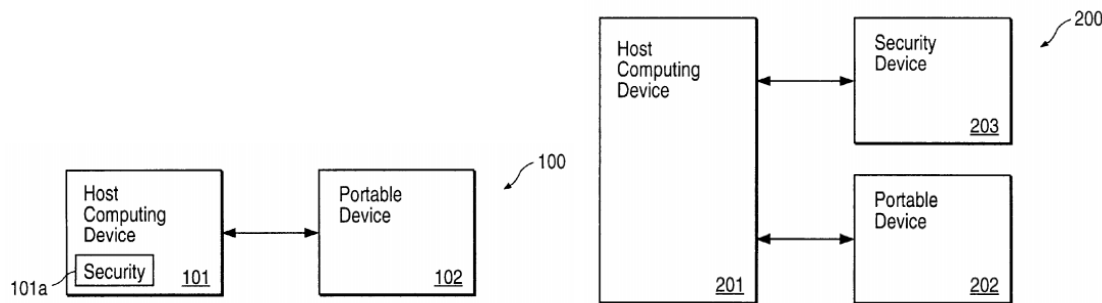 Host
Computing
Device
Security
101
101a
Portable
Device
102
100
Host
Computing
Device
201
Security
Device
203
Portable
Device
202
200